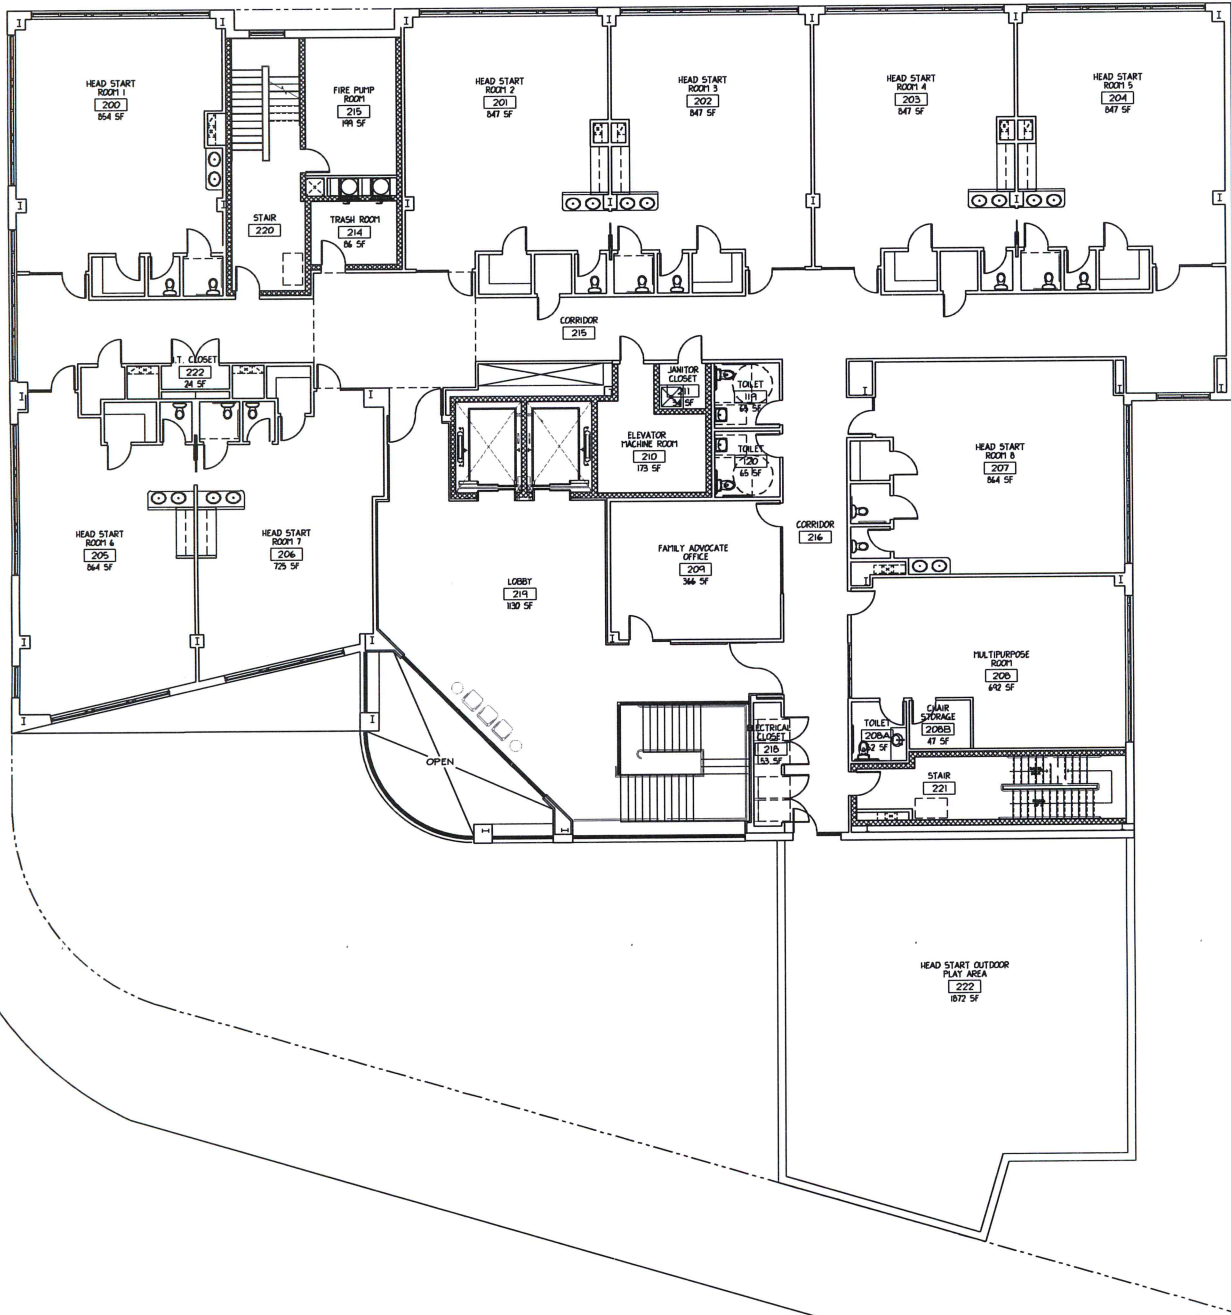 HEAD START
ROOM 1
200
854 SF
FIRE PUMP
ROOM
215
199 SF
HEAD START
ROOM 2
201
847 SF
HEAD START
ROOM 3
202
847 SF
HEAD START
ROOM 4
203
847 SF
HEAD START
ROOM 5
204
847 SF
STAIR
220
TRASH ROOM
214
86 SF
CORRIDOR
215
I.T. CLOSET
222
24 SF
JANITOR
CLOSET
211
SF
TOILET
119
65 SF
ELEVATOR
MACHINE ROOM
210
173 SF
TOILET
120
65 SF
HEAD START
ROOM 8
207
864 SF
HEAD START
ROOM 6
205
864 SF
HEAD START
ROOM 7
206
725 SF
CORRIDOR
216
FAMILY ADVOCATE
OFFICE
209
366 SF
LOBBY
219
1130 SF
MULTIPURPOSE
ROOM
208
692 SF
TOILET
208A
SF
CHAIR
STORAGE
208B
47 SF
ELECTRICAL
CLOSET
218
53 SF
OPEN
STAIR
221
HEAD START OUTDOOR
PLAY AREA
222
1872 SF